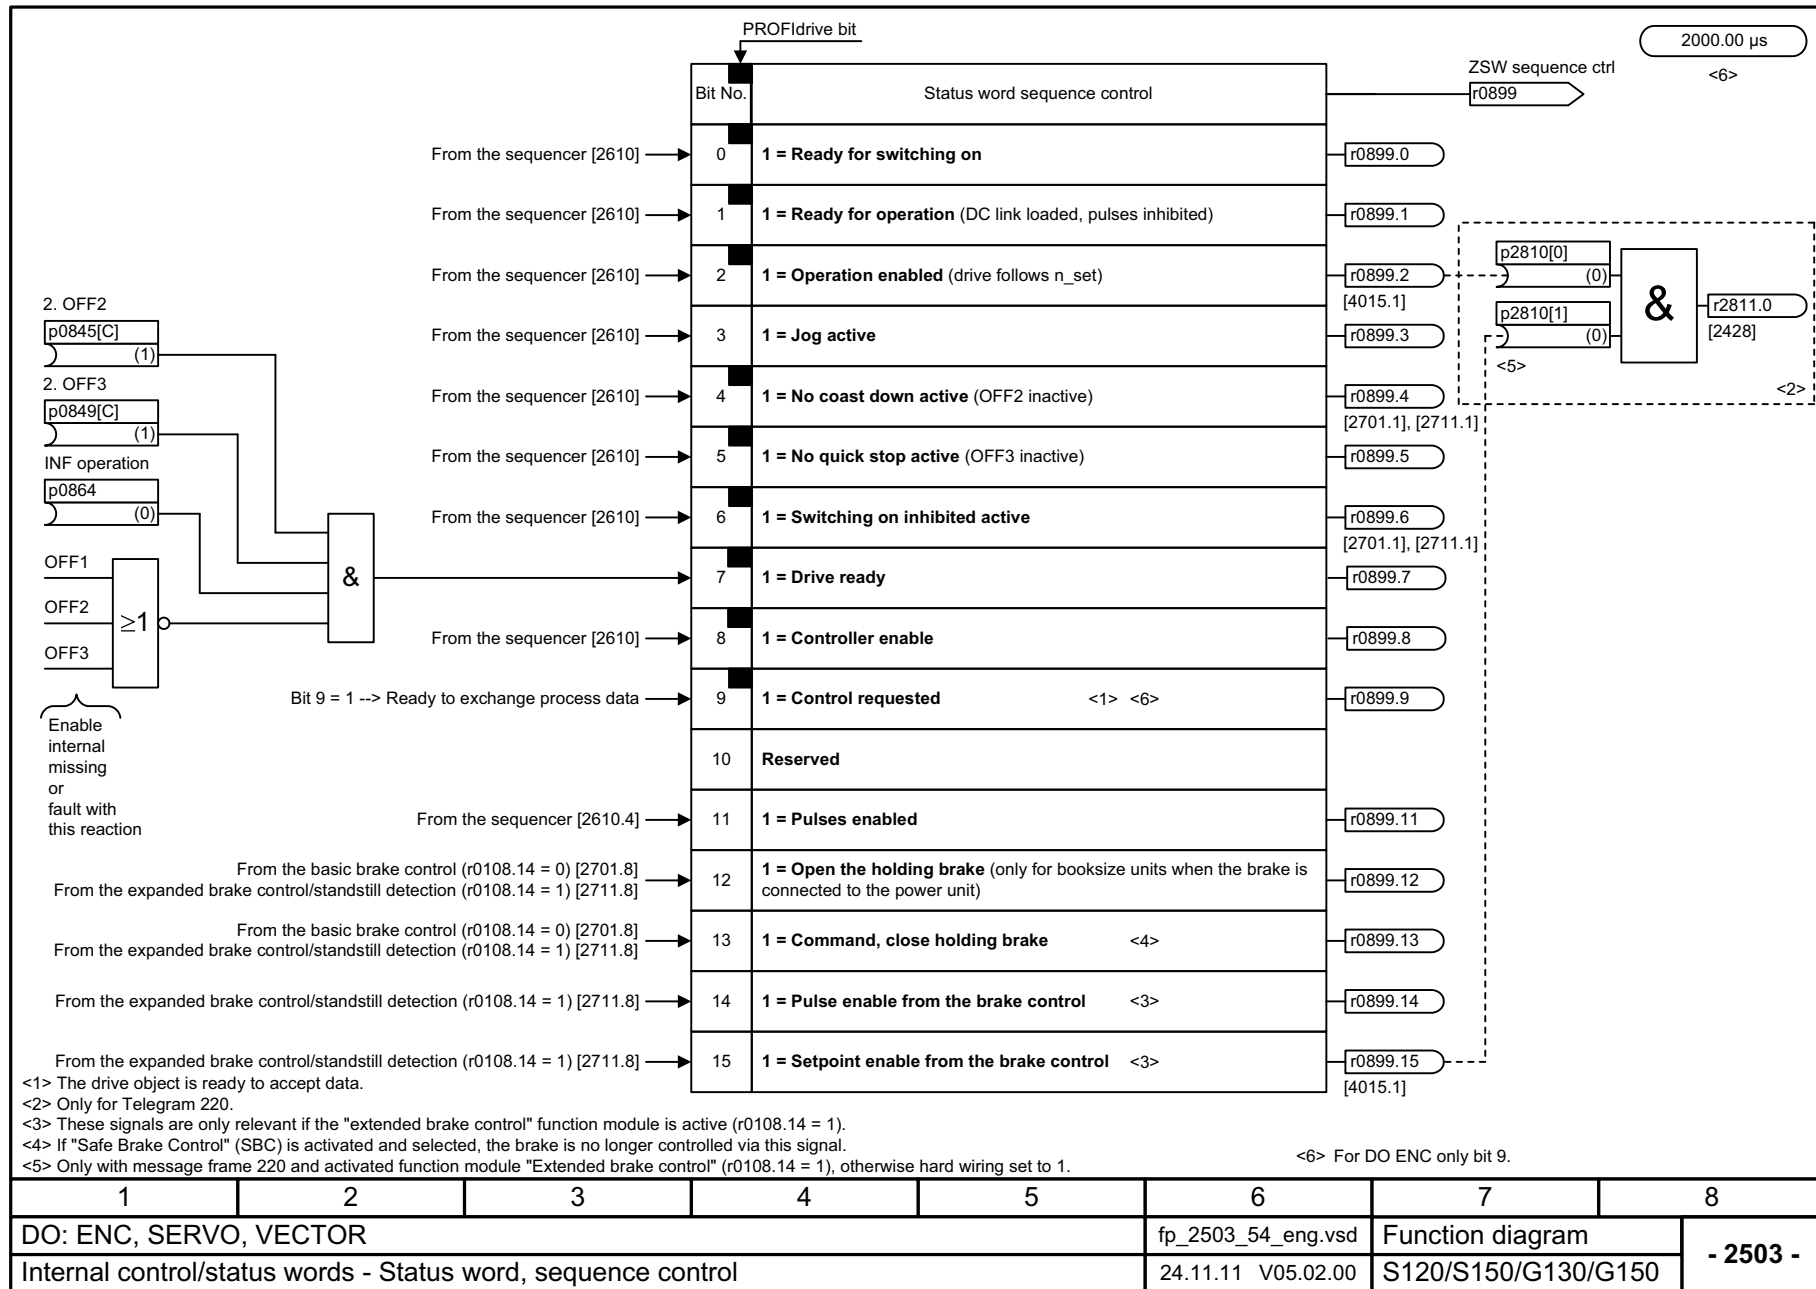 PROFIdrive bit
2000.00 µs
<6>
ZSW sequence ctrl
r0899
Bit No.
Status word sequence control
From the sequencer [2610]
0
1 = Ready for switching on
r0899.0
From the sequencer [2610]
1
1 = Ready for operation (DC link loaded, pulses inhibited)
r0899.1
From the sequencer [2610]
2
1 = Operation enabled (drive follows n_set)
r0899.2
[4015.1]
From the sequencer [2610]
3
1 = Jog active
r0899.3
From the sequencer [2610]
4
1 = No coast down active (OFF2 inactive)
r0899.4
[2701.1], [2711.1]
From the sequencer [2610]
5
1 = No quick stop active (OFF3 inactive)
r0899.5
From the sequencer [2610]
6
1 = Switching on inhibited active
r0899.6
[2701.1], [2711.1]
7
1 = Drive ready
r0899.7
From the sequencer [2610]
8
1 = Controller enable
r0899.8
Bit 9 = 1 --> Ready to exchange process data
9
1 = Control requested <1> <6>
r0899.9
10
Reserved
From the sequencer [2610.4]
11
1 = Pulses enabled
r0899.11
From the basic brake control (r0108.14 = 0) [2701.8]
From the expanded brake control/standstill detection (r0108.14 = 1) [2711.8]
12
1 = Open the holding brake (only for booksize units when the brake is
connected to the power unit)
r0899.12
From the basic brake control (r0108.14 = 0) [2701.8]
From the expanded brake control/standstill detection (r0108.14 = 1) [2711.8]
13
1 = Command, close holding brake <4>
r0899.13
From the expanded brake control/standstill detection (r0108.14 = 1) [2711.8]
14
1 = Pulse enable from the brake control <3>
r0899.14
From the expanded brake control/standstill detection (r0108.14 = 1) [2711.8]
15
1 = Setpoint enable from the brake control <3>
r0899.15
[4015.1]
p2810[0]
(0)
p2810[1]
(0)
<5>
&
r2811.0
[2428]
<2>
2. OFF2
p0845[C]
(1)
2. OFF3
p0849[C]
(1)
INF operation
p0864
(0)
OFF1
OFF2
OFF3
≥1
&
Enable
internal
missing
or
fault with
this reaction
<1> The drive object is ready to accept data.
<2> Only for Telegram 220.
<3> These signals are only relevant if the "extended brake control" function module is active (r0108.14 = 1).
<4> If "Safe Brake Control" (SBC) is activated and selected, the brake is no longer controlled via this signal.
<5> Only with message frame 220 and activated function module "Extended brake control" (r0108.14 = 1), otherwise hard wiring set to 1.
<6> For DO ENC only bit 9.
1 2 3 4 5 6 7 8
DO: ENC, SERVO, VECTOR
fp_2503_54_eng.vsd
Function diagram
- 2503 -
Internal control/status words - Status word, sequence control
24.11.11 V05.02.00
S120/S150/G130/G150